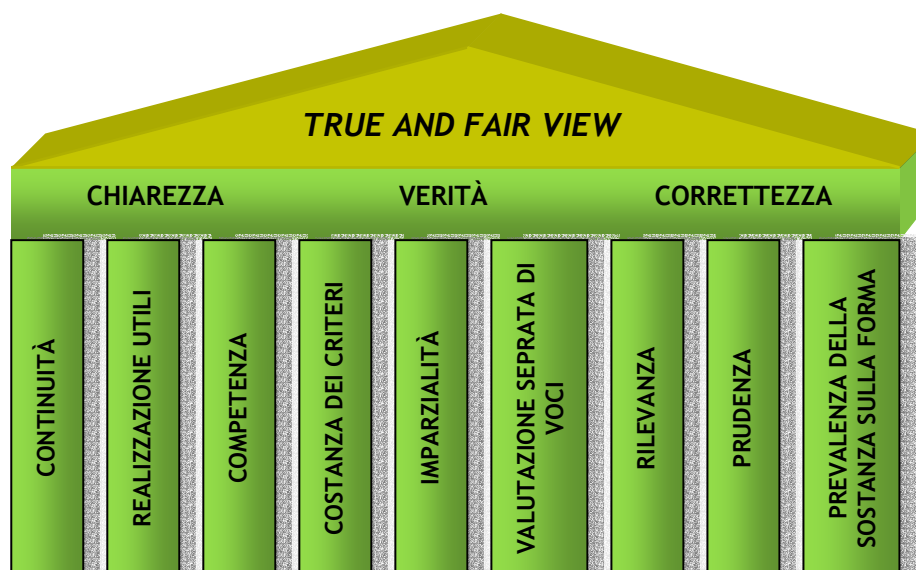 TRUE AND FAIR VIEW
CHIAREZZA
VERITÀ
CORRETTEZZA
CONTINUITÀ
REALIZZAZIONE UTILI
COMPETENZA
COSTANZA DEI CRITERI
IMPARZIALITÀ
VALUTAZIONE SEPRATA DI
VOCI
RILEVANZA
PRUDENZA
PREVALENZA DELLA
SOSTANZA SULLA FORMA